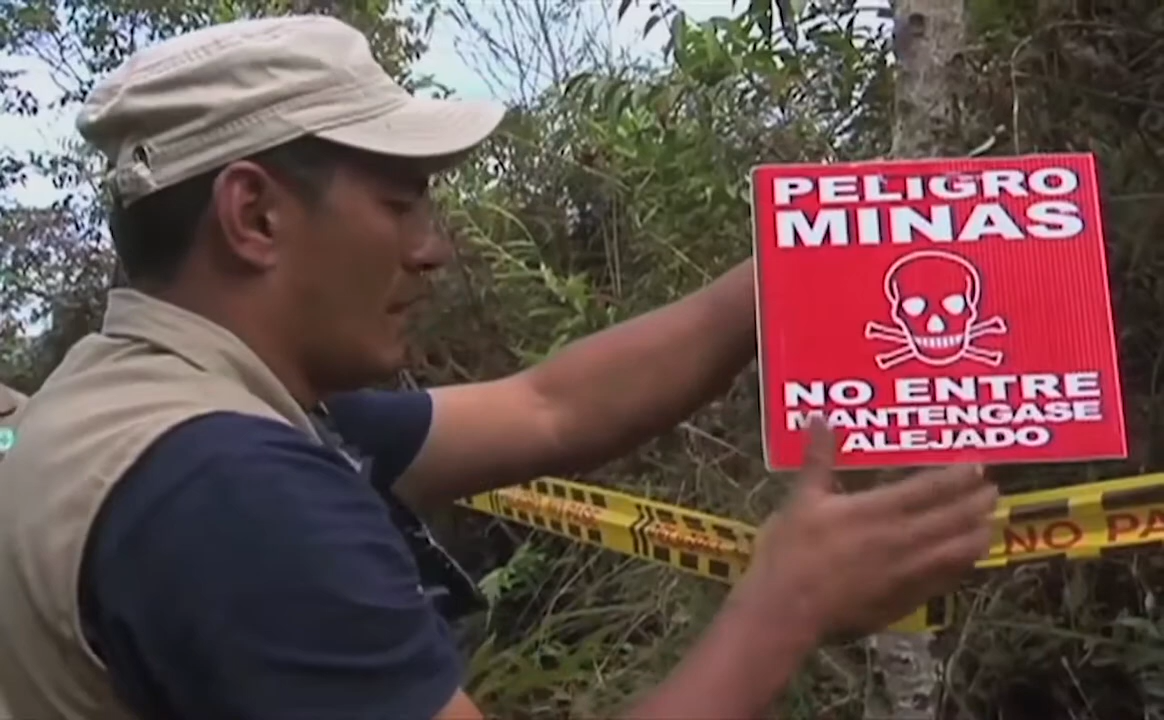 PELIGRO
MINAS
NO ENTRE
MANTENGASE
ALEJADO
NO PA